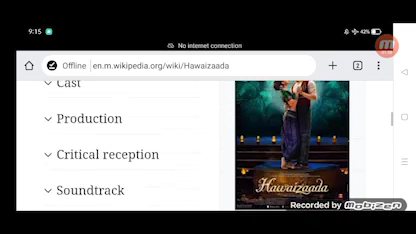 9:15
42%
No internet connection
Offline en.m.wikipedia.org/wiki/Hawaizaada
2
Cast
Production
Critical reception
Soundtrack
Hawaizaada
Recorded by Mobizen